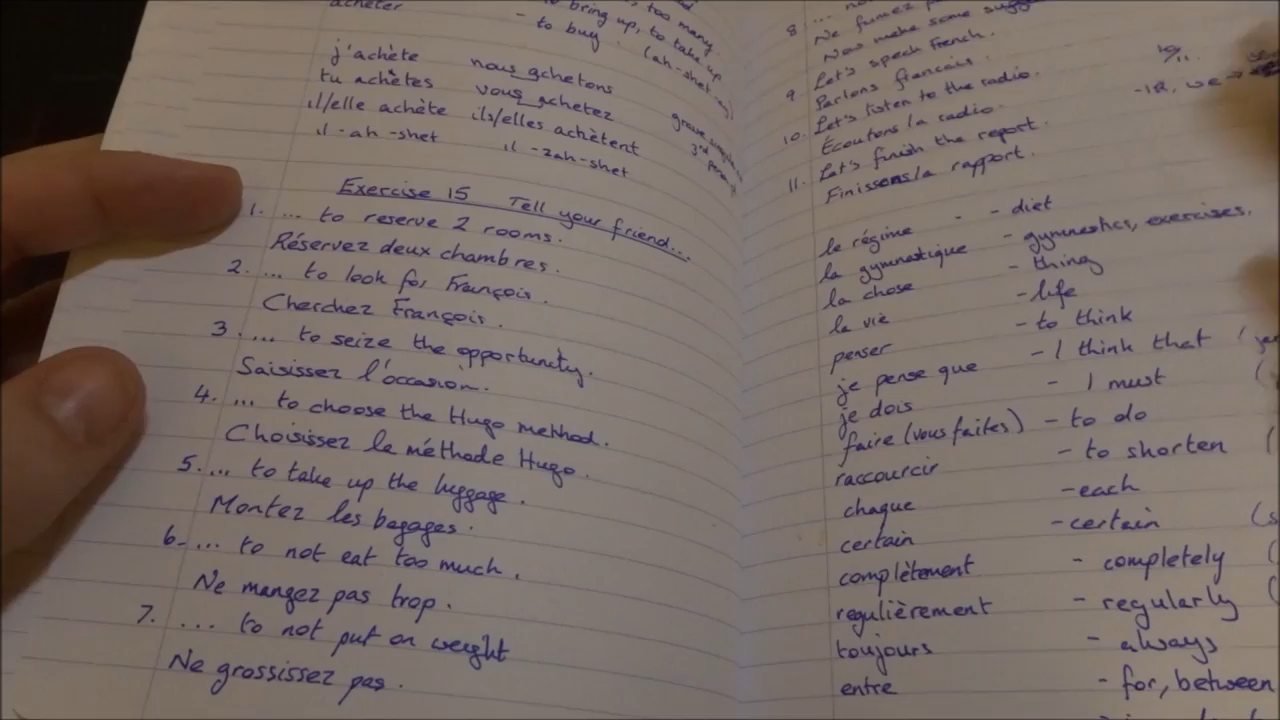 acheter
bring up, to take up
too many
- to buy.
j'achète nous achetons
tu achètes vous achetez
il/elle achète ils/elles achètent
il -ah -shet il -zah-shet
Exercise 15 Tell your friend...
1. ... to reserve 2 rooms.
Réservez deux chambres.
2. ... to look for François.
Cherchez François.
3. ... to seize the opportunity.
Saisissez l'occasion.
4. ... to choose the Hugo method.
Choisissez la méthode Hugo.
5. ... to take up the luggage.
Montez les bagages.
6. ... to not eat too much.
Ne mangez pas trop.
7. ... to not put on weight
Ne grossissez pas.
8 ...
Ne fumez
Now make some
Let's speak French.
9. Parlons francais.
10. Let's listen to the radio.
Écoutons la radio.
11. Let's finish the report.
Finissons la rapport.
le régime - diet
la gymnastique - gymnastics, exercises.
la chose - thing
la vie - life
penser - to think
je pense que - I think that
je dois - I must
faire (vous faites) - to do
raccourcir - to shorten
chaque - each
certain - certain
complètement - completely
regulièrement - regularly
toujours - always
entre - for, between